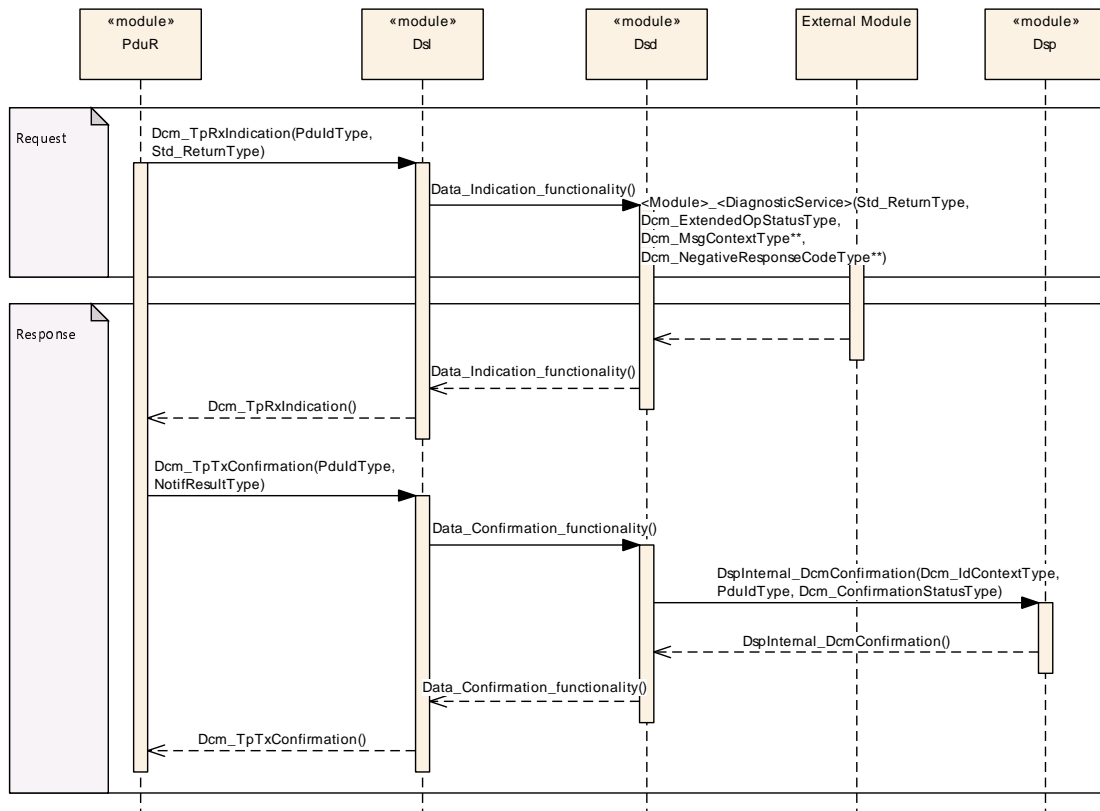 «module»
PduR
«module»
Dsl
«module»
Dsd
External Module
«module»
Dsp
Request
Dcm_TpRxIndication(PduIdType,
Std_ReturnType)
Data_Indication_functionality()
<Module>_<DiagnosticService>(Std_ReturnType,
Dcm_ExtendedOpStatusType,
Dcm_MsgContextType**,
Dcm_NegativeResponseCodeType**)
Response
Data_Indication_functionality()
Dcm_TpRxIndication()
Dcm_TpTxConfirmation(PduIdType,
NotifResultType)
Data_Confirmation_functionality()
DspInternal_DcmConfirmation(Dcm_IdContextType,
PduIdType, Dcm_ConfirmationStatusType)
DspInternal_DcmConfirmation()
Data_Confirmation_functionality()
Dcm_TpTxConfirmation()